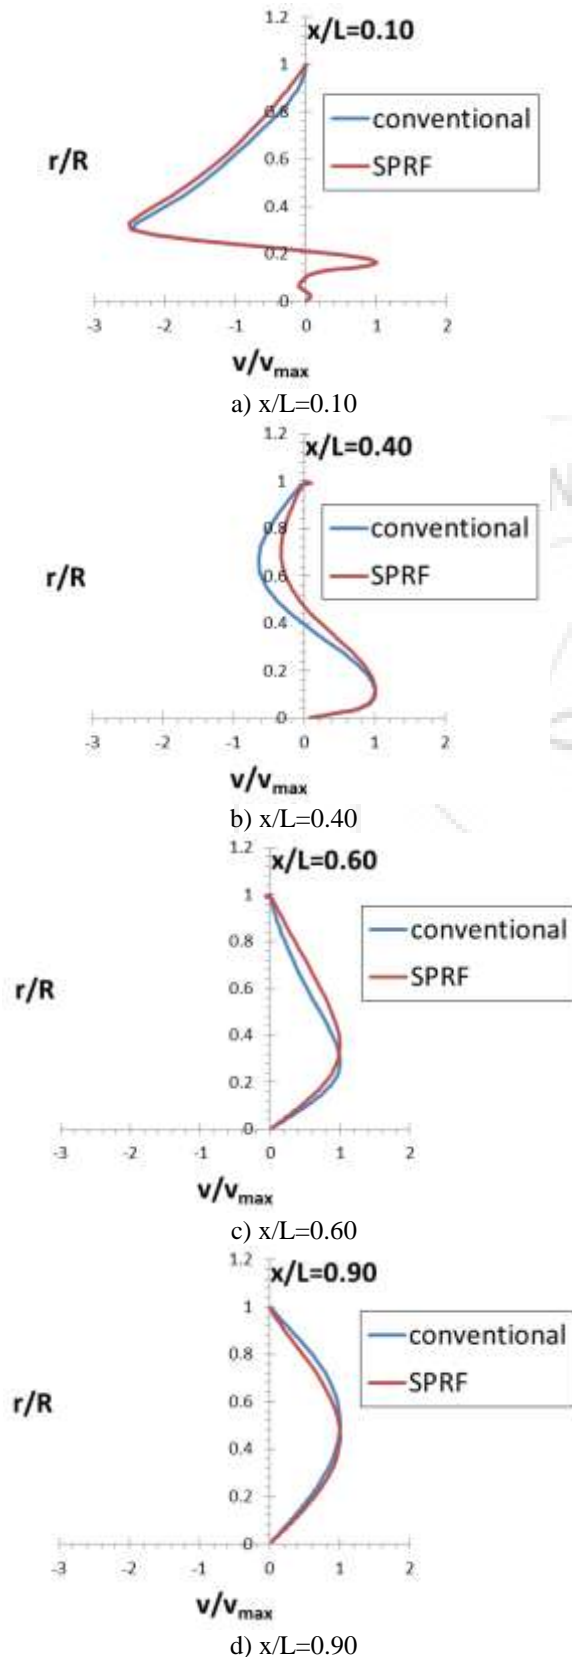 1.2
x/L=0.10
1
0.8
conventional
r/R
0.6
SPRF
0.4
0.2
0
-3 -2 -1 0 1 2
v/vmax
a) x/L=0.10
1.2
x/L=0.40
1
0.8
conventional
r/R
0.6
SPRF
0.4
0.2
0
-3 -2 -1 0 1 2
v/vmax
b) x/L=0.40
1.2
x/L=0.60
1
conventional
0.8
r/R
SPRF
0.6
0.4
0.2
0
-3 -2 -1 0 1 2
v/vmax
c) x/L=0.60
1.2
x/L=0.90
1
conventional
0.8
r/R
SPRF
0.6
0.4
0.2
0
-3 -2 -1 0 1 2
v/vmax
d) x/L=0.90